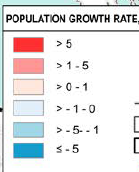 POPULATION GROWTH RATE,
> 5
> 1 - 5
> 0 - 1
> - 1 - 0
> - 5- - 1
≤ - 5